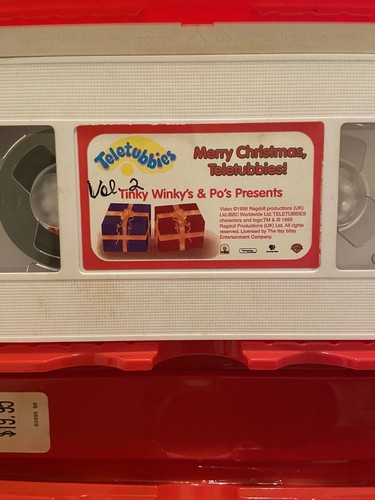 Teletubbies
Merry Christmas,
Teletubbies!
Vol. 2
Tinky Winky's & Po's Presents
Video ©1999 Ragdoll productions (UK)
Ltd./BBC Worldwide Ltd. TELETUBBIES
characters and logo:TM & © 1999
Ragdoll Productions (UK) Ltd. All rights
reserved. Licensed by The itsy bitsy
Entertainment Company.
$19.95